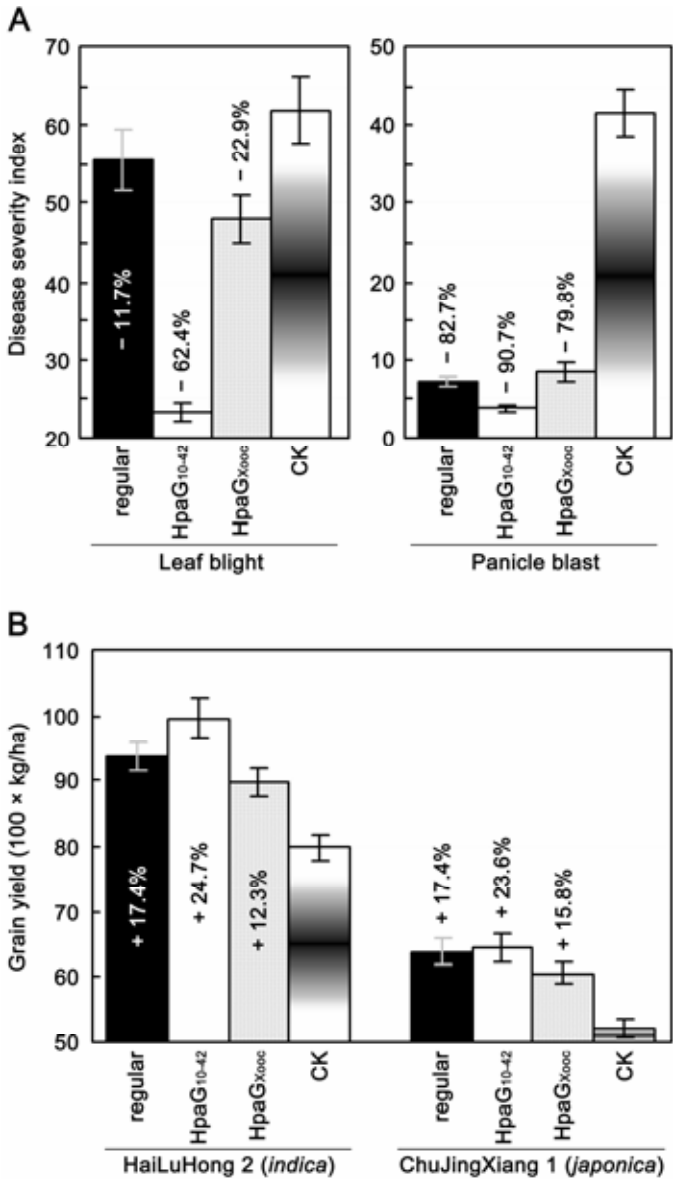 A
70
60
50
40
30
20
50
40
30
20
10
0
Disease severity index
− 11.7%
− 62.4%
− 22.9%
− 82.7%
− 90.7%
− 79.8%
regular
HpaG10-42
HpaGXooc
CK
regular
HpaG10-42
HpaGXooc
CK
Leaf blight
Panicle blast
B
110
100
90
80
70
60
50
Grain yield (100 × kg/ha)
+ 17.4%
+ 24.7%
+ 12.3%
+ 17.4%
+ 23.6%
+ 15.8%
regular
HpaG10-42
HpaGXooc
CK
regular
HpaG10-42
HpaGXooc
CK
HaiLuHong 2 (indica)
ChuJingXiang 1 (japonica)